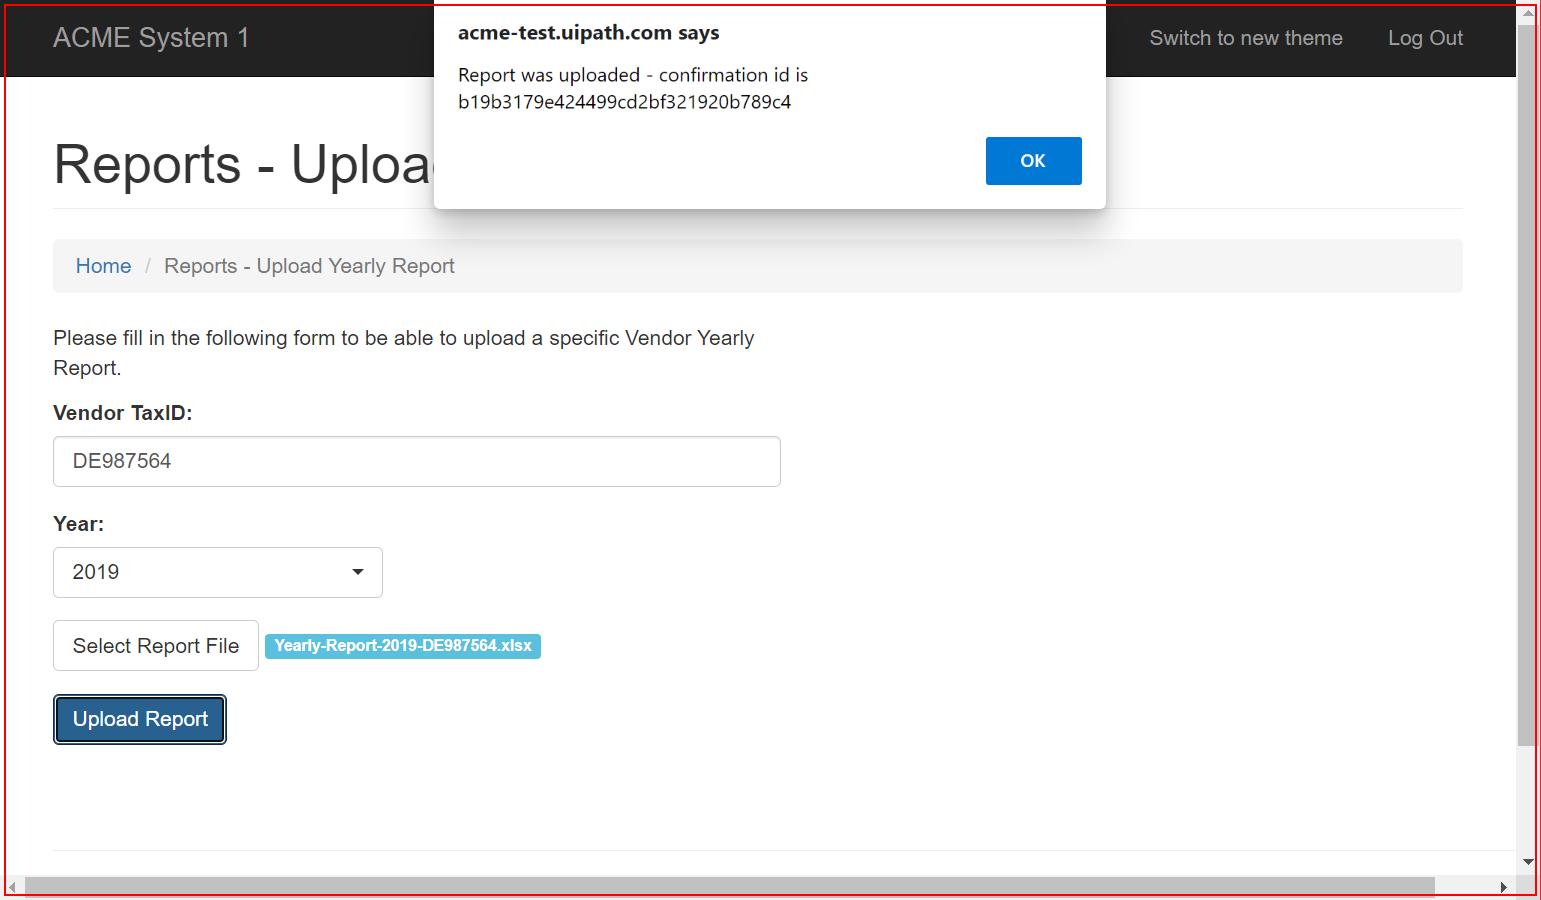 ACME System 1
acme-test.uipath.com says
Report was uploaded - confirmation id is
b19b3179e424499cd2bf321920b789c4
OK
Switch to new theme
Log Out
Reports - Uploa
Home / Reports - Upload Yearly Report
Please fill in the following form to be able to upload a specific Vendor Yearly
Report.
Vendor TaxID:
DE987564
Year:
2019
Select Report File
Yearly-Report-2019-DE987564.xlsx
Upload Report